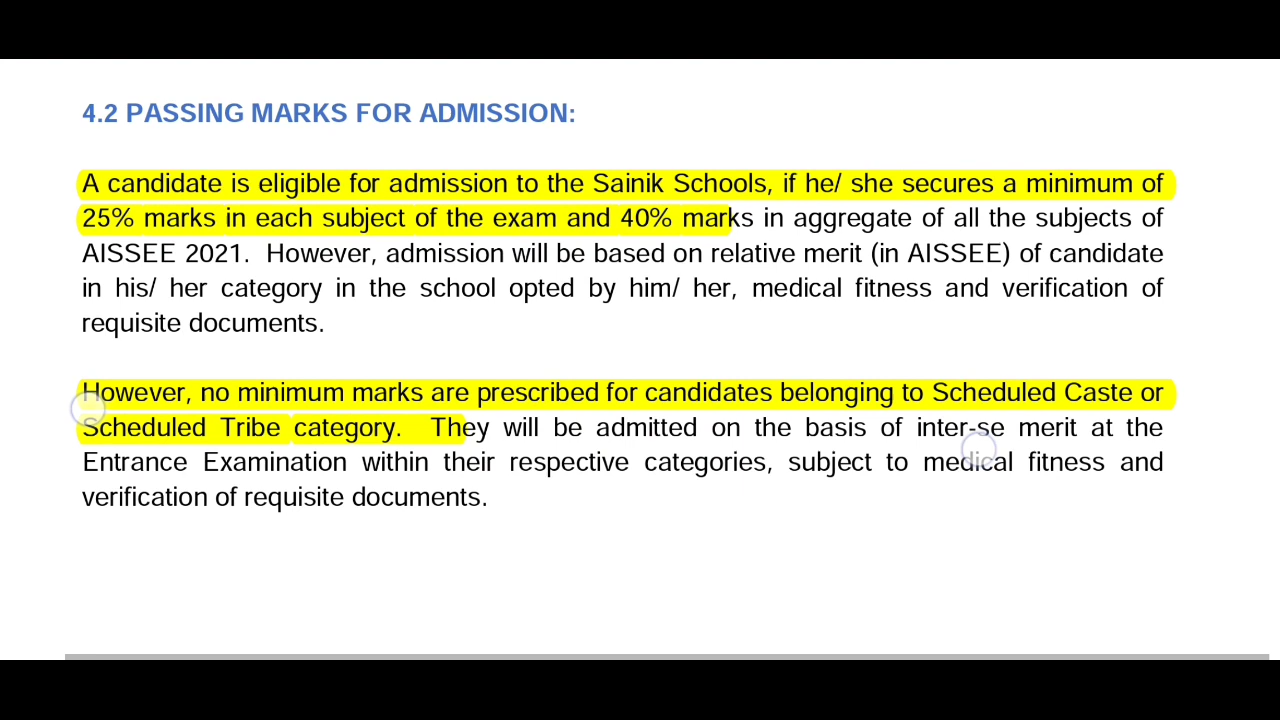 4.2 PASSING MARKS FOR ADMISSION:
A candidate is eligible for admission to the Sainik Schools, if he/ she secures a minimum of
25% marks in each subject of the exam and 40% marks in aggregate of all the subjects of
AISSEE 2021. However, admission will be based on relative merit (in AISSEE) of candidate
in his/ her category in the school opted by him/ her, medical fitness and verification of
requisite documents.
However, no minimum marks are prescribed for candidates belonging to Scheduled Caste or
Scheduled Tribe category. They will be admitted on the basis of inter-se merit at the
Entrance Examination within their respective categories, subject to medical fitness and
verification of requisite documents.